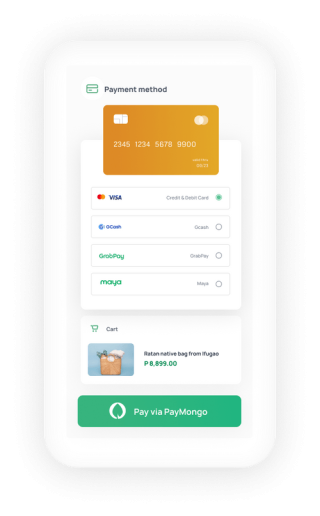 Payment method
2345 1234 5678 9900
VISA
Credit & Debit Card
GCash
Gcash
GrabPay
GrabPay
maya
Maya
Cart
Ratan native bag from Ifugao
P 8,899.00
Pay via PayMongo